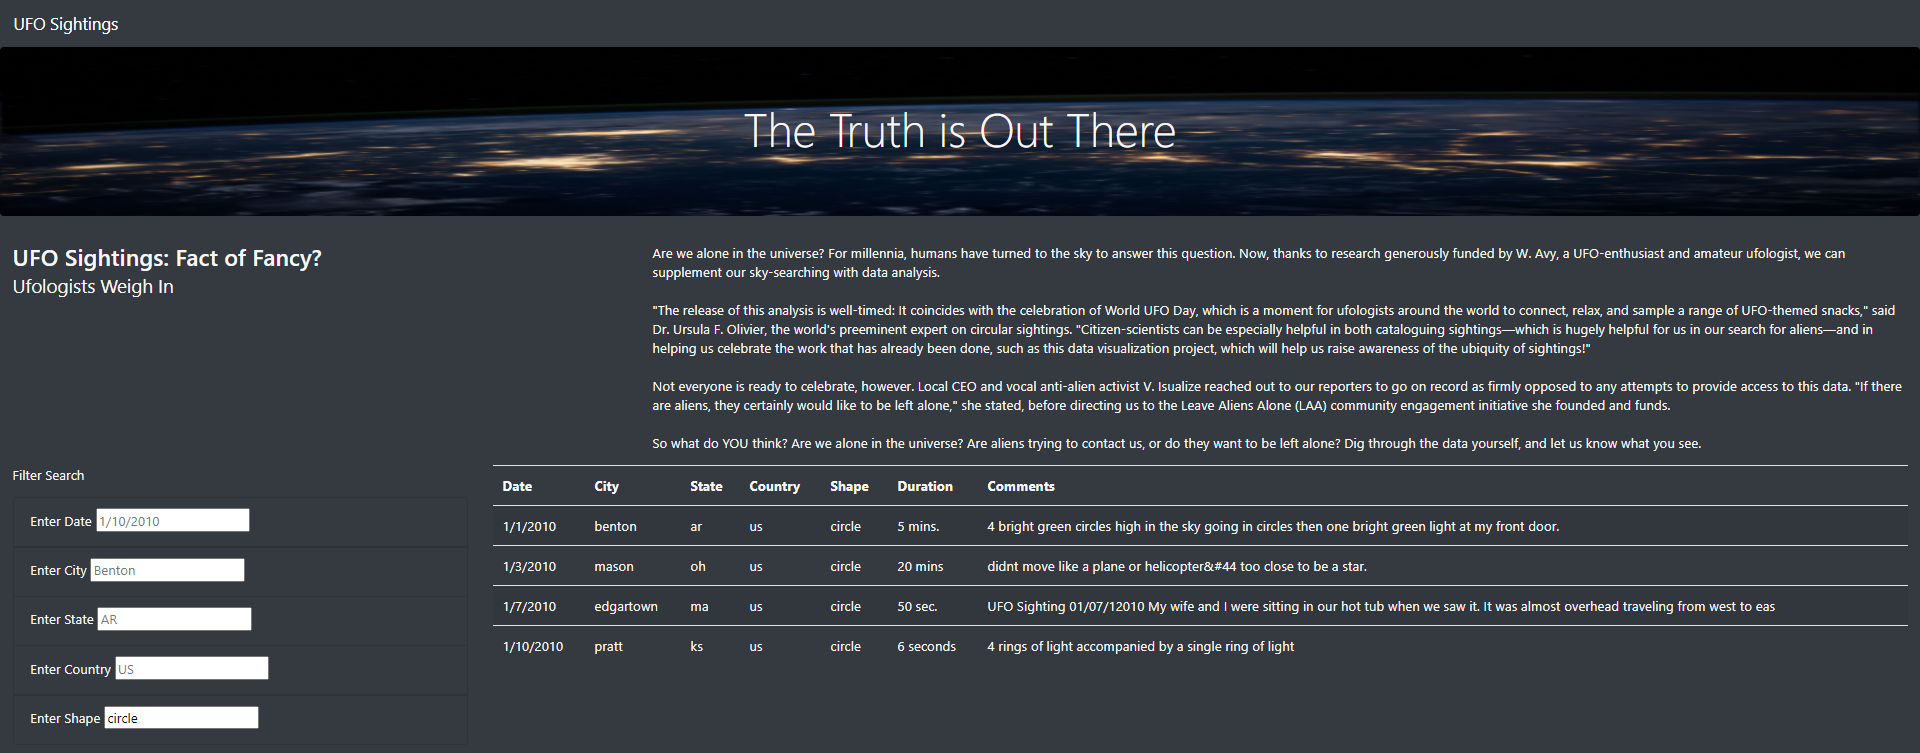 UFO Sightings
The Truth is Out There
UFO Sightings: Fact of Fancy?
Ufologists Weigh In
Are we alone in the universe? For millennia, humans have turned to the sky to answer this question. Now, thanks to research generously funded by W. Avy, a UFO-enthusiast and amateur ufologist, we can
supplement our sky-searching with data analysis.
"The release of this analysis is well-timed: It coincides with the celebration of World UFO Day, which is a moment for ufologists around the world to connect, relax, and sample a range of UFO-themed snacks," said
Dr. Ursula F. Olivier, the world's preeminent expert on circular sightings. "Citizen-scientists can be especially helpful in both cataloguing sightings—which is hugely helpful for us in our search for aliens—and in
helping us celebrate the work that has already been done, such as this data visualization project, which will help us raise awareness of the ubiquity of sightings!"
Not everyone is ready to celebrate, however. Local CEO and vocal anti-alien activist V. Isualize reached out to our reporters to go on record as firmly opposed to any attempts to provide access to this data. "If there
are aliens, they certainly would like to be left alone," she stated, before directing us to the Leave Aliens Alone (LAA) community engagement initiative she founded and funds.
So what do YOU think? Are we alone in the universe? Are aliens trying to contact us, or do they want to be left alone? Dig through the data yourself, and let us know what you see.
Filter Search
Enter Date 1/10/2010
Enter City Benton
Enter State AR
Enter Country US
Enter Shape circle
Date City State Country Shape Duration Comments
1/1/2010 benton ar us circle 5 mins. 4 bright green circles high in the sky going in circles then one bright green light at my front door.
1/3/2010 mason oh us circle 20 mins didnt move like a plane or helicopter&#44 too close to be a star.
1/7/2010 edgartown ma us circle 50 sec. UFO Sighting 01/07/12010 My wife and I were sitting in our hot tub when we saw it. It was almost overhead traveling from west to eas
1/10/2010 pratt ks us circle 6 seconds 4 rings of light accompanied by a single ring of light